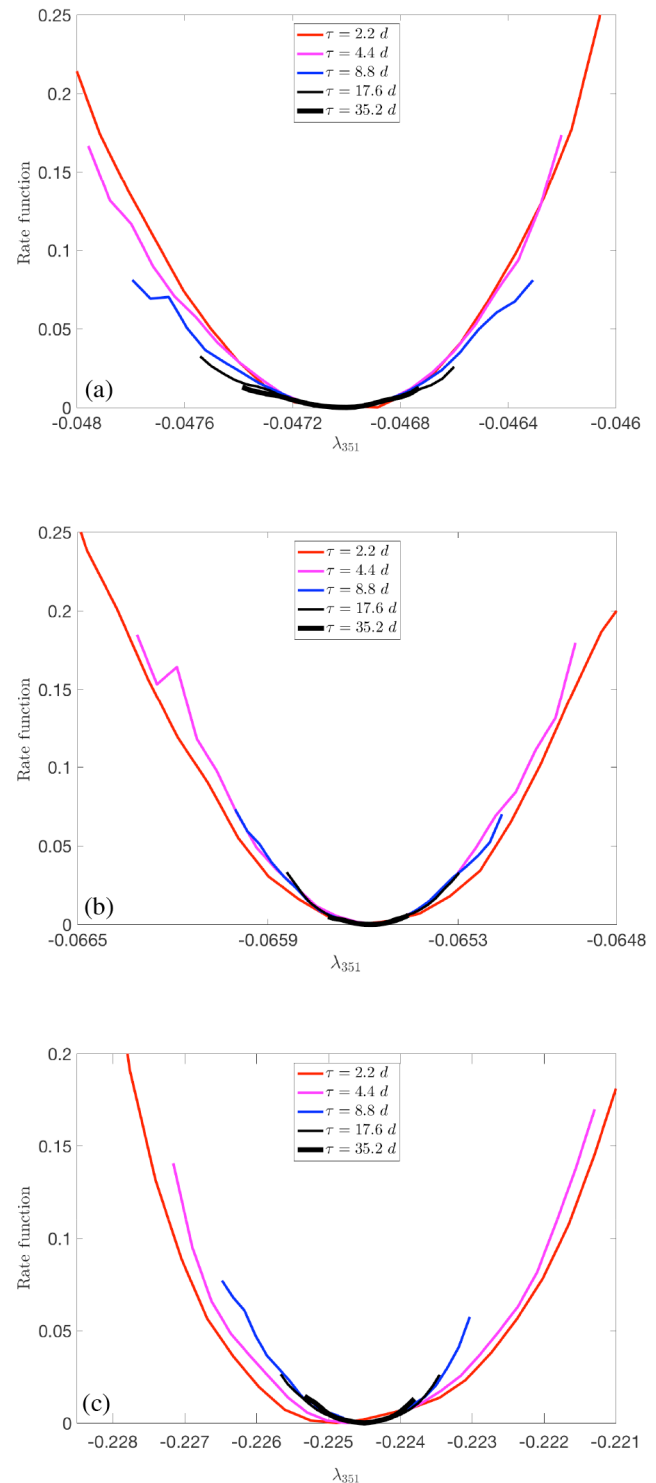 0.25
τ = 2.2 d
τ = 4.4 d
τ = 8.8 d
τ = 17.6 d
τ = 35.2 d
0.2
0.15
Rate function
0.1
0.05
(a)
0
-0.048 -0.0476 -0.0472 -0.0468 -0.0464 -0.046
λ351
0.25
τ = 2.2 d
τ = 4.4 d
τ = 8.8 d
τ = 17.6 d
τ = 35.2 d
0.2
0.15
Rate function
0.1
0.05
(b)
0
-0.0665 -0.0659 -0.0653 -0.0648
λ351
0.2
τ = 2.2 d
τ = 4.4 d
τ = 8.8 d
τ = 17.6 d
τ = 35.2 d
0.15
Rate function
0.1
0.05
(c)
0
-0.228 -0.227 -0.226 -0.225 -0.224 -0.223 -0.222 -0.221
λ351